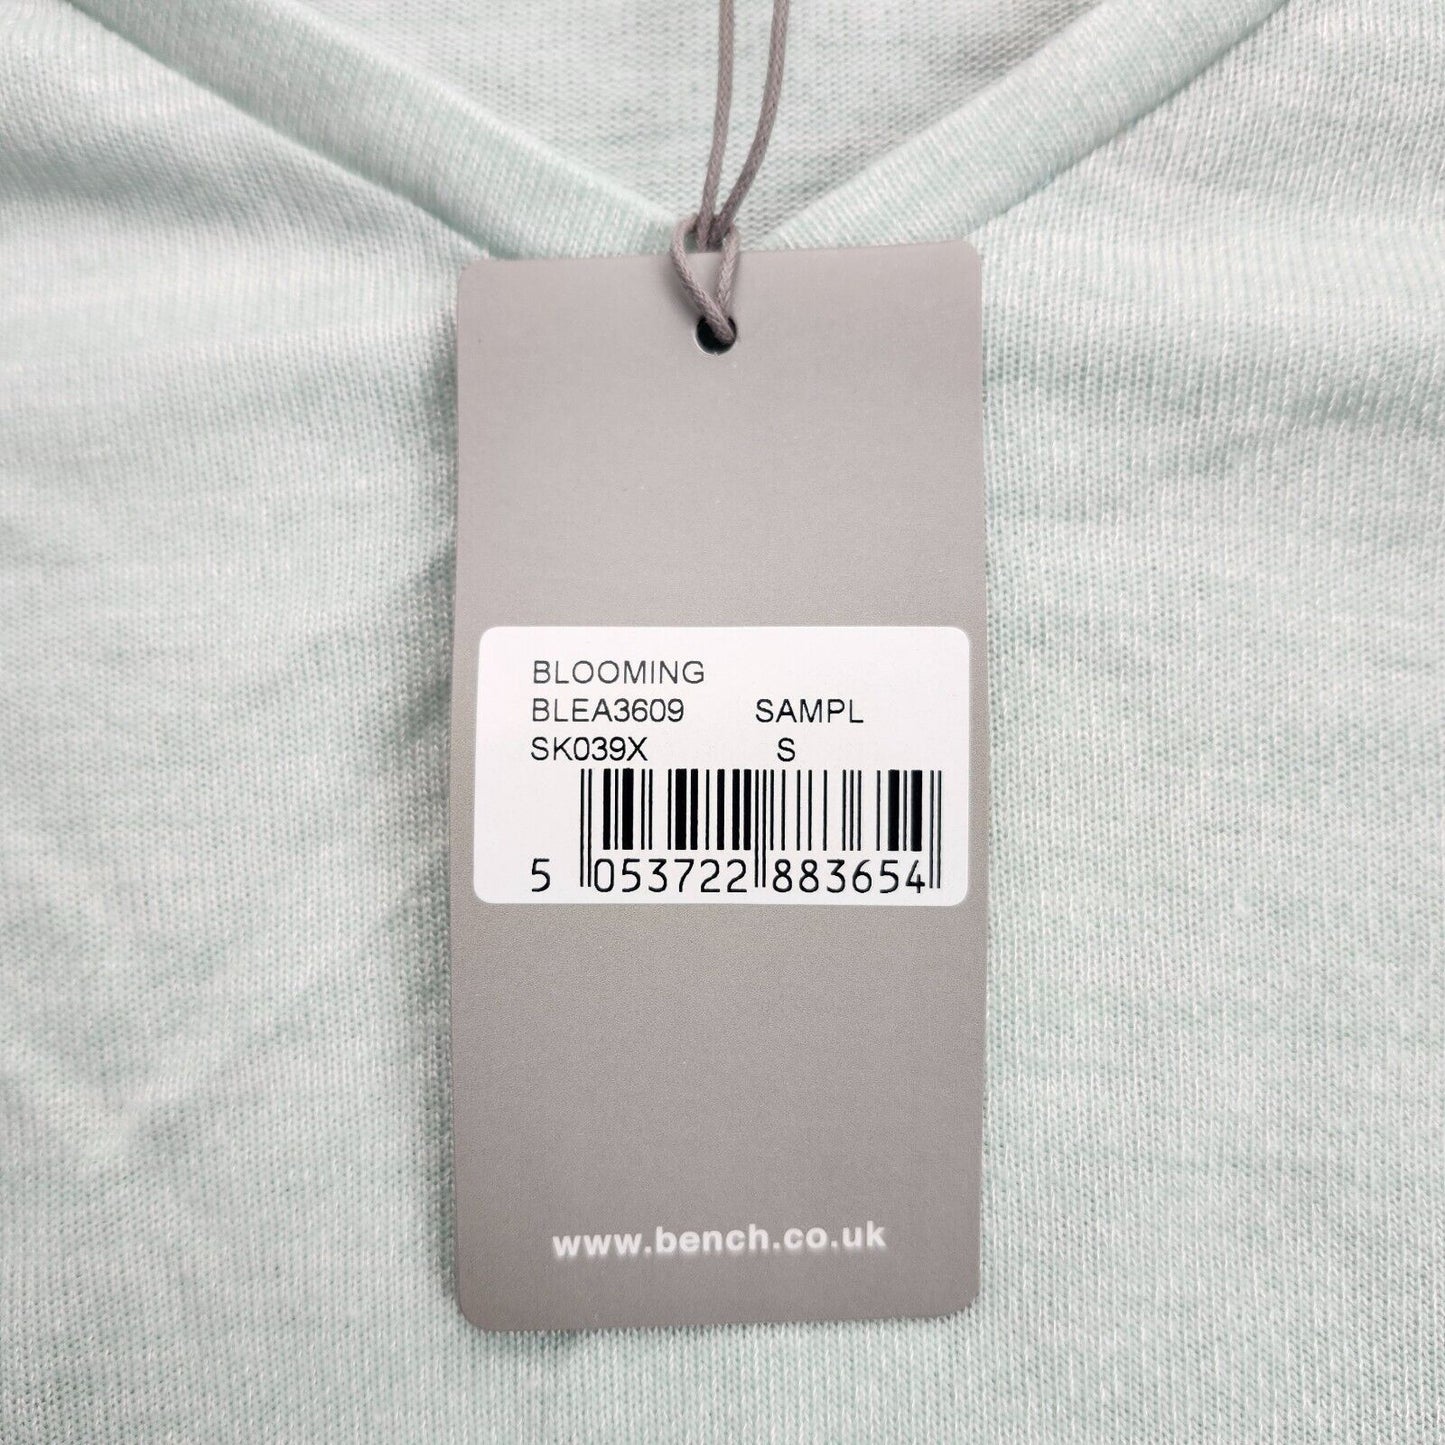 BLOOMING
BLEA3609 SAMPL
SK039X S
5 053722 883654
www.bench.co.uk